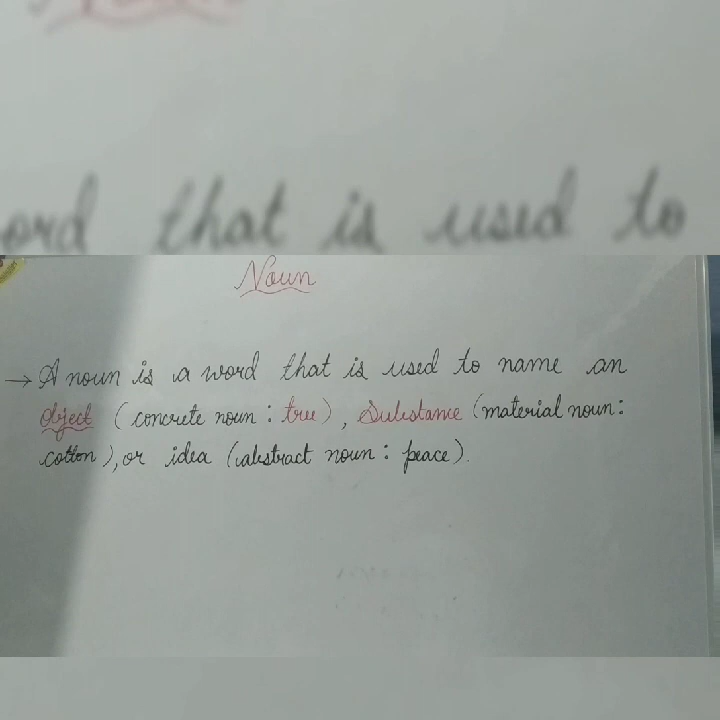 ord that is used to
Noun
→ A noun is a word that is used to name an
object (concrete noun : tree), Substance (material noun :
cotton), or idea (abstract noun : peace).